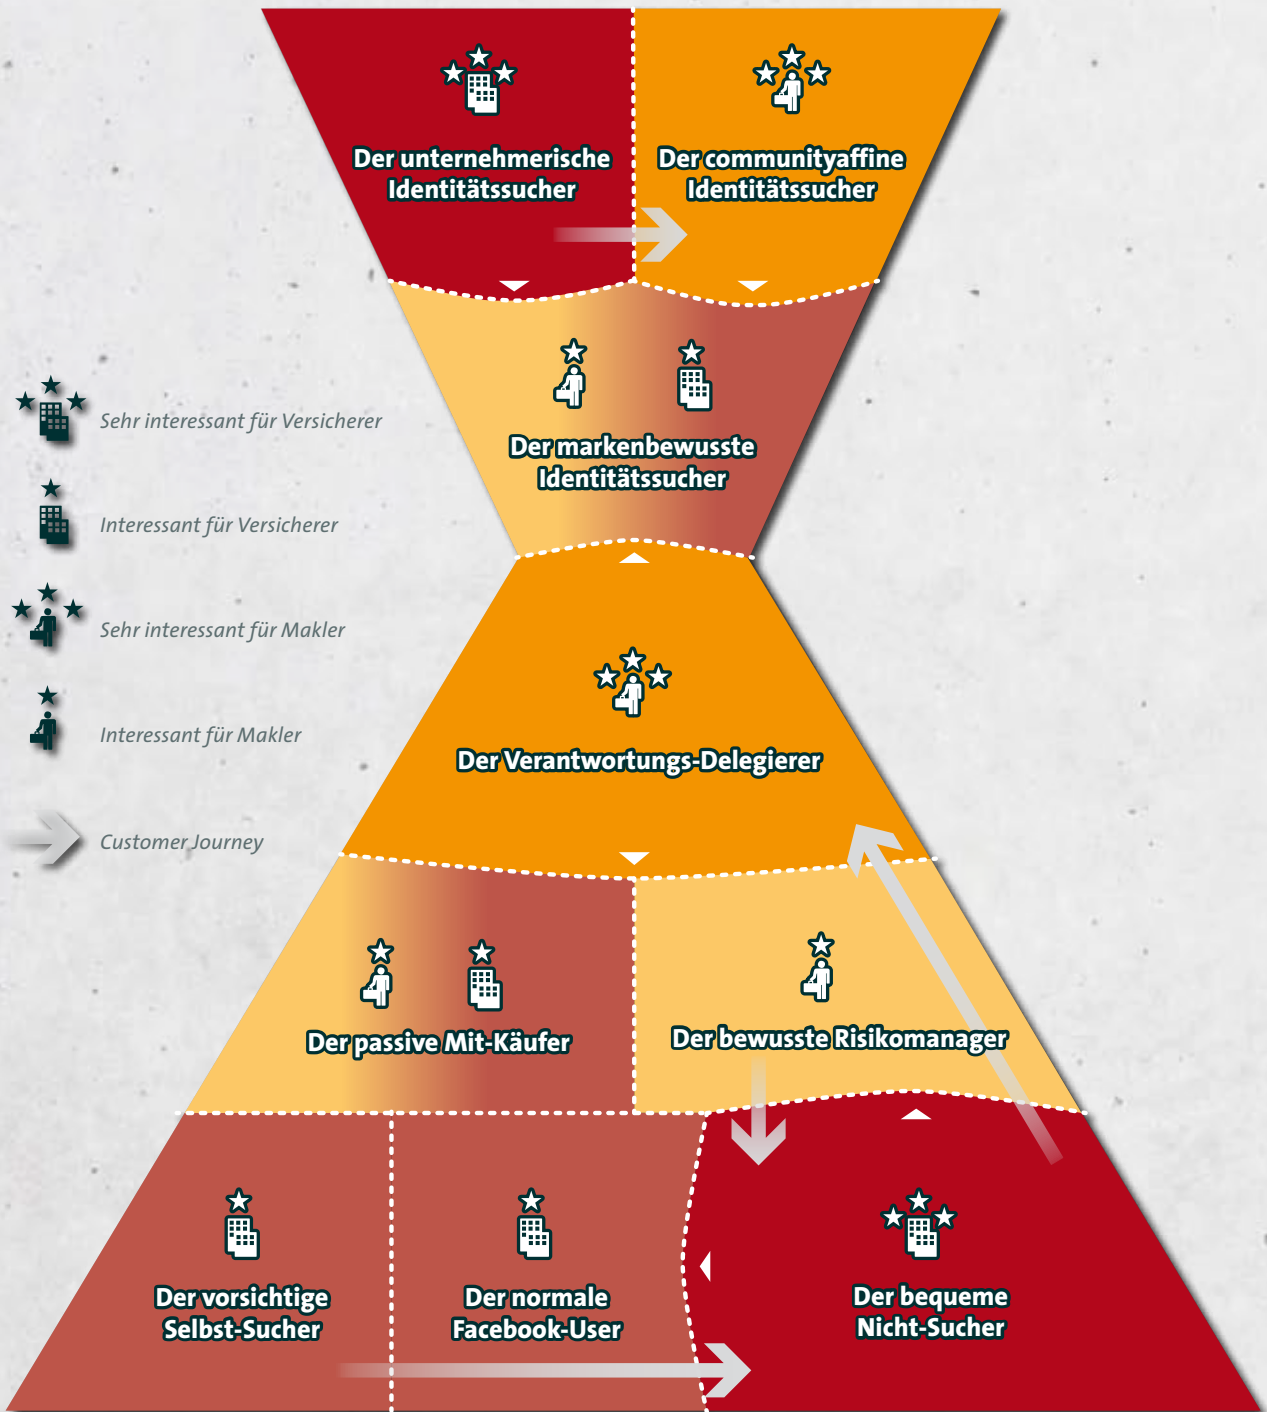 Der unternehmerische
Identitätssucher
Der communityaffine
Identitätssucher
Der markenbewusste
Identitätssucher
Sehr interessant für Versicherer
Interessant für Versicherer
Sehr interessant für Makler
Interessant für Makler
Customer Journey
Der Verantwortungs-Delegierer
Der passive Mit-Käufer
Der bewusste Risikomanager
Der vorsichtige
Selbst-Sucher
Der normale
Facebook-User
Der bequeme
Nicht-Sucher